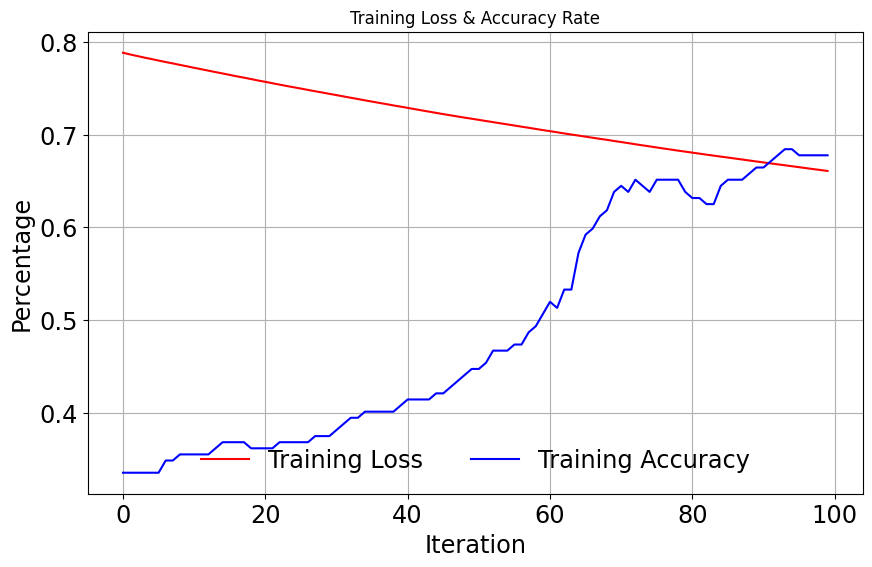 Training Loss & Accuracy Rate
0.8
0.7
0.6
0.5
0.4
Percentage
Training Loss Training Accuracy
0 20 40 60 80 100
Iteration